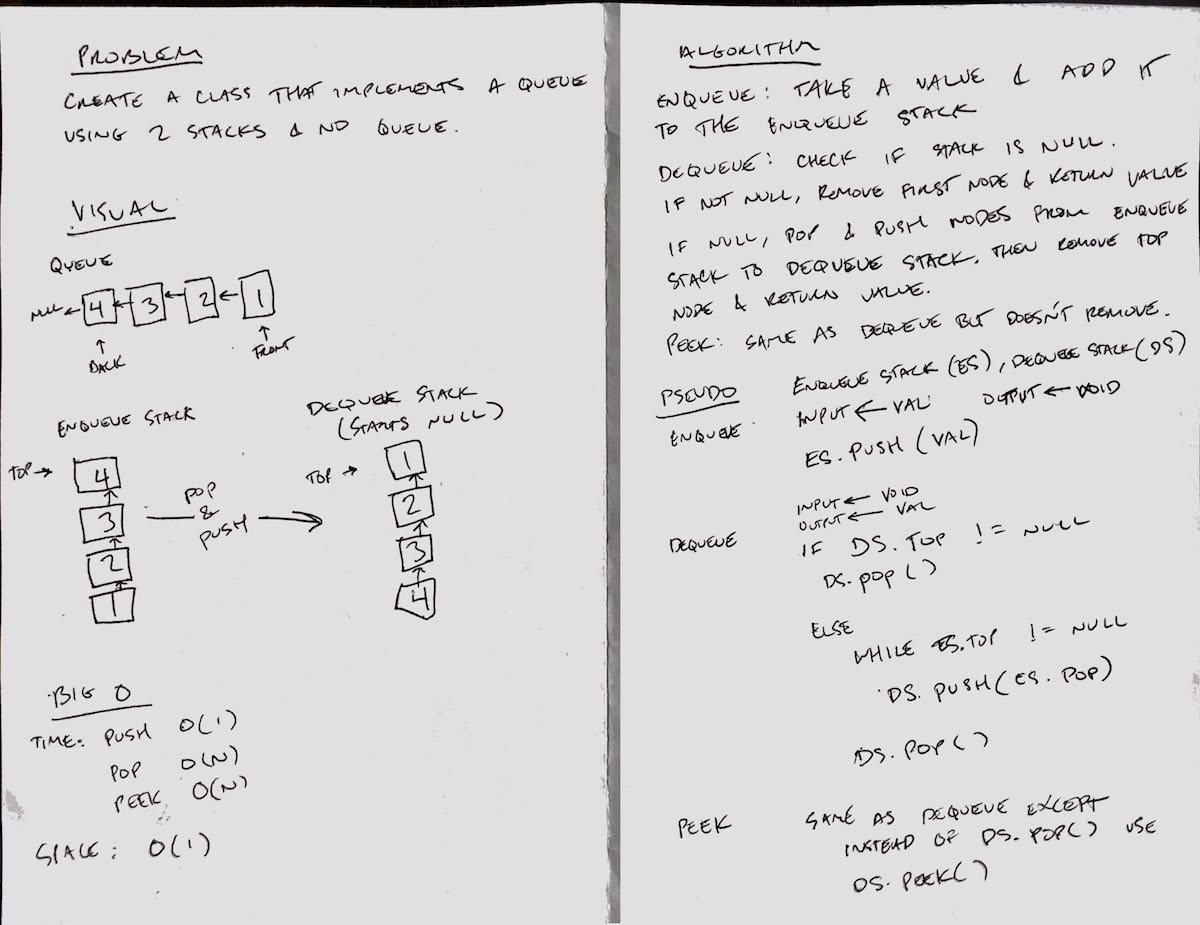 PROBLEM
CREATE A CLASS THAT IMPLEMENTS A QUEUE
USING 2 STACKS & NO QUEUE.
VISUAL
QUEUE
NULL ← 4 ← 3 ← 2 ← 1
↑ ↑
BACK FRONT
ENQUEUE STACK
TOP →
4
3
2
1
POP
&
PUSH
DEQUEUE STACK
(STARTS NULL)
TOP →
1
2
3
4
BIG O
TIME: PUSH O(1)
POP O(N)
PEEK O(N)
SPACE: O(1)
ALGORITHM
ENQUEUE: TAKE A VALUE & ADD IT
TO THE ENQUEUE STACK
DEQUEUE: CHECK IF STACK IS NULL.
IF NOT NULL, REMOVE FIRST NODE & RETURN VALUE
IF NULL, POP & PUSH NODES FROM ENQUEUE
STACK TO DEQUEUE STACK. THEN REMOVE TOP
NODE & RETURN VALUE.
PEEK: SAME AS DEQUEUE BUT DOESN'T REMOVE.
PSEUDO ENQUEUE STACK (ES), DEQUEUE STACK (DS)
ENQUEUE INPUT ← VAL OUTPUT ← VOID
ES.PUSH (VAL)
INPUT ← VOID
OUTPUT ← VAL
DEQUEUE IF DS.TOP != NULL
DS.POP()
ELSE
WHILE ES.TOP != NULL
DS.PUSH(ES.POP)
DS.POP()
PEEK SAME AS DEQUEUE EXCEPT
INSTEAD OF DS.POP() USE
DS.PEEK()